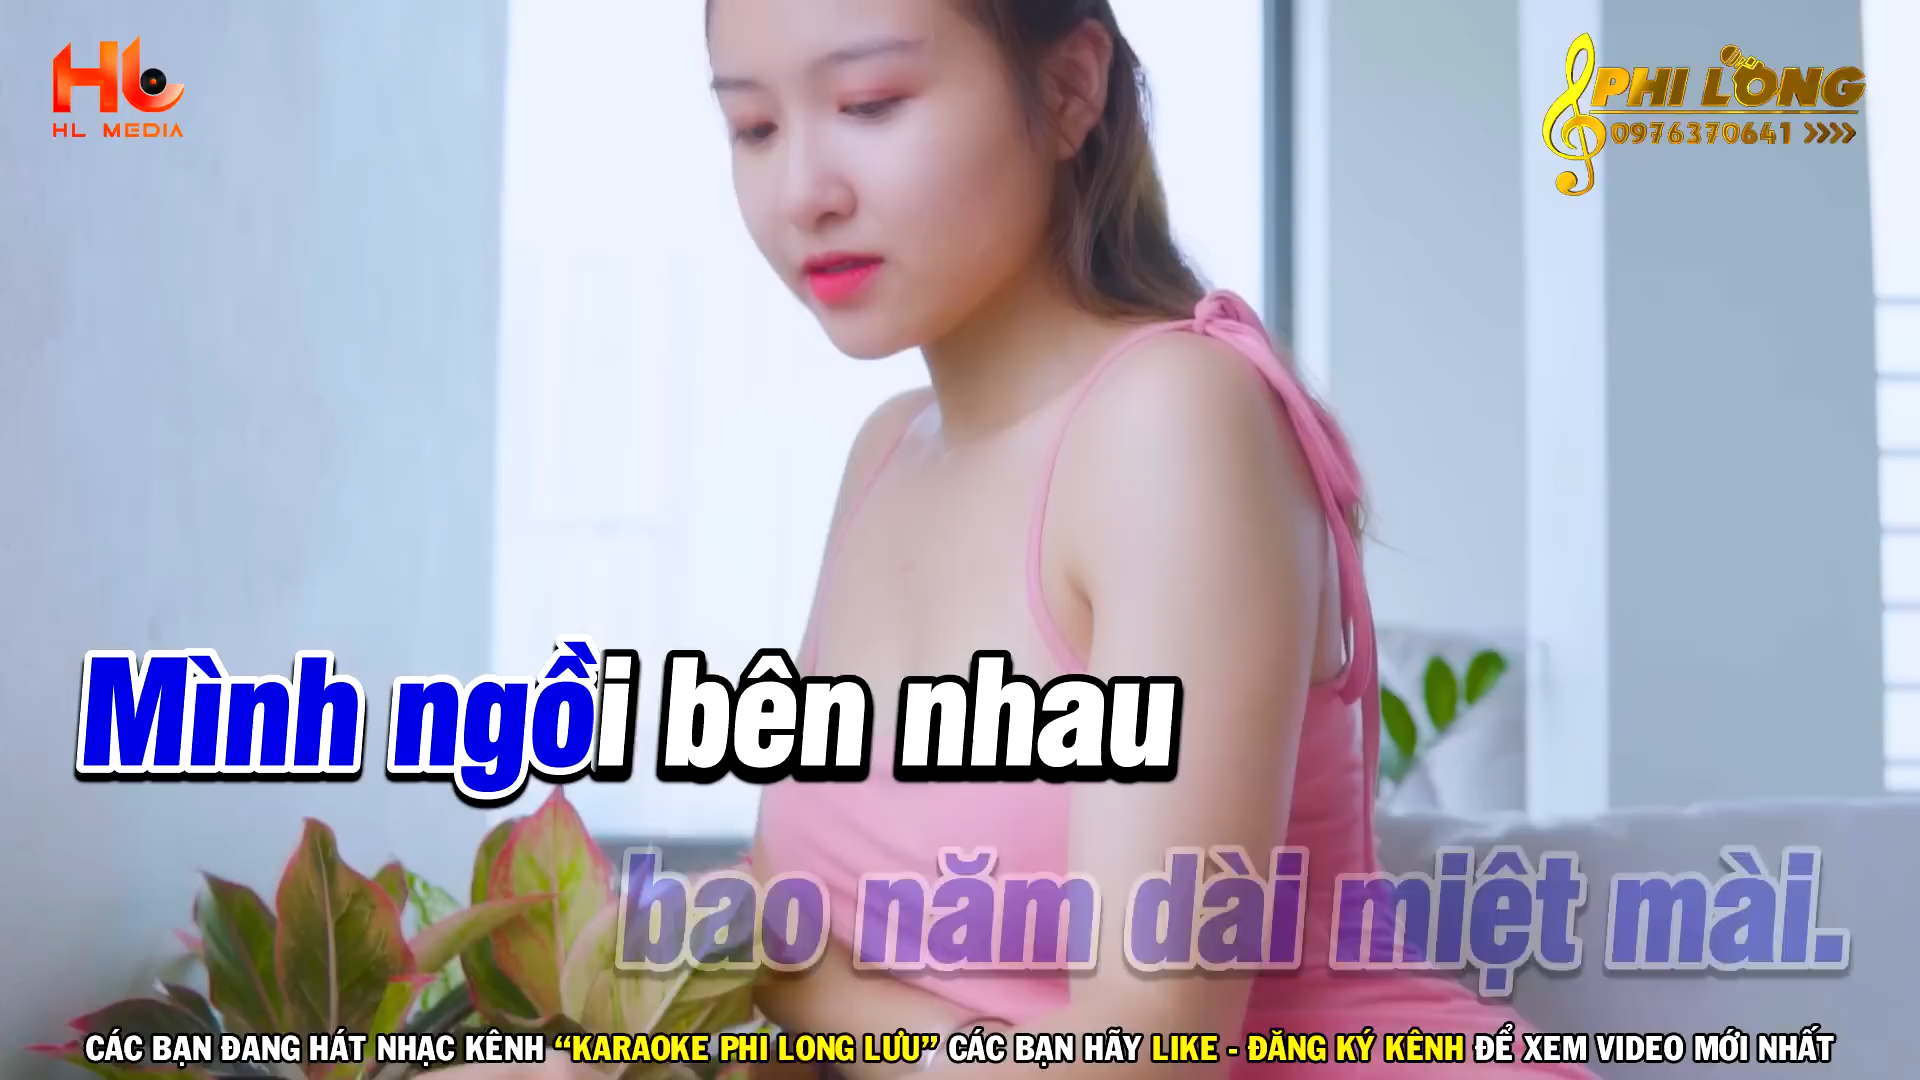 HL MEDIA
PHI LONG
0976370641 >>>>
Mình ngồi bên nhau
bao năm dài miệt mài.
CÁC BẠN ĐANG HÁT NHẠC KÊNH “KARAOKE PHI LONG LƯU” CÁC BẠN HÃY LIKE - ĐĂNG KÝ KÊNH ĐỂ XEM VIDEO MỚI NHẤT